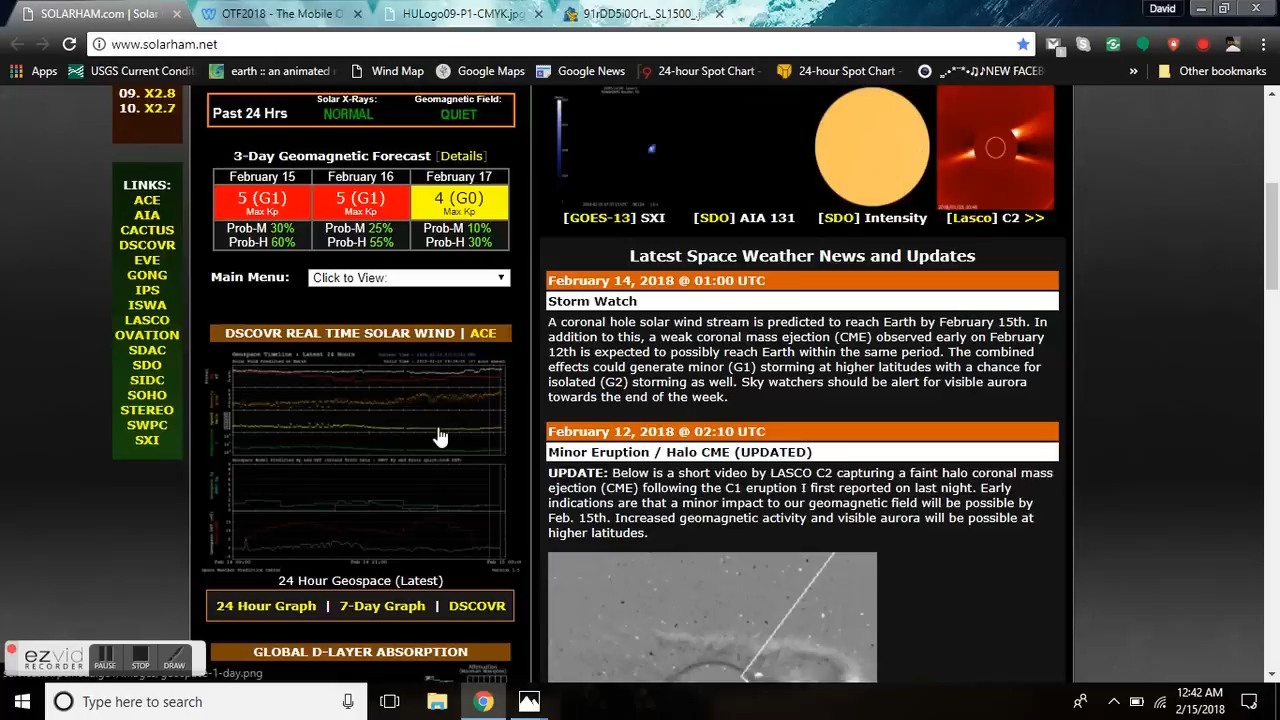 SOLARHAM.com
OTF2018 - The Mobile O
HULogo09-P1-CMYK.jpg
91rDD5i0OrL._SL1500_.j
David
www.solarham.net
Apps
USGS Current Condit
earth :: an animated
Wind Map
Google Maps
Google News
24-hour Spot Chart -
24-hour Spot Chart -
NEW FACEB
»
Other bookmarks
09. X2.8
10. X2.7
LINKS:
ACE
AIA
CACTUS
DSCOVR
EVE
GONG
IPS
ISWA
LASCO
OVATION
SDAC
SDO
SIDC
SOHO
STEREO
SWPC
SXI
Past 24 Hrs
Solar X-Rays:
NORMAL
Geomagnetic Field:
QUIET
3-Day Geomagnetic Forecast [Details]
February 15 February 16 February 17
5 (G1) 5 (G1) 4 (G0)
Max Kp Max Kp Max Kp
Prob-M 30% Prob-M 25% Prob-M 10%
Prob-H 60% Prob-H 55% Prob-H 30%
Main Menu: Click to View:
DSCOVR REAL TIME SOLAR WIND | ACE
Geospace Timeline : Latest 24 Hours
24 Hour Geospace (Latest)
24 Hour Graph | 7-Day Graph | DSCOVR
GLOBAL D-LAYER ABSORPTION
[GOES-13] SXI [SDO] AIA 131 [SDO] Intensity [Lasco] C2 >>
Latest Space Weather News and Updates
February 14, 2018 @ 01:00 UTC
Storm Watch
A coronal hole solar wind stream is predicted to reach Earth by February 15th. In
addition to this, a weak coronal mass ejection (CME) observed early on February
12th is expected to possibly reach Earth within the same period. The combined
effects could generate minor (G1) storming at higher latitudes with a chance for
isolated (G2) storming as well. Sky watchers should be alert for visible aurora
towards the end of the week.
February 12, 2018 @ 02:10 UTC
Minor Eruption / Halo CME (UPDATED)
UPDATE: Below is a short video by LASCO C2 capturing a faint halo coronal mass
ejection (CME) following the C1 eruption I first reported on last night. Early
indications are that a minor impact to our geomagnetic field will be possible by
Feb. 15th. Increased geomagnetic activity and visible aurora will be possible at
higher latitudes.
ezvid
RECORDER
PAUSE
STOP
DRAW
Type here to search
12:42 AM
2/15/2018